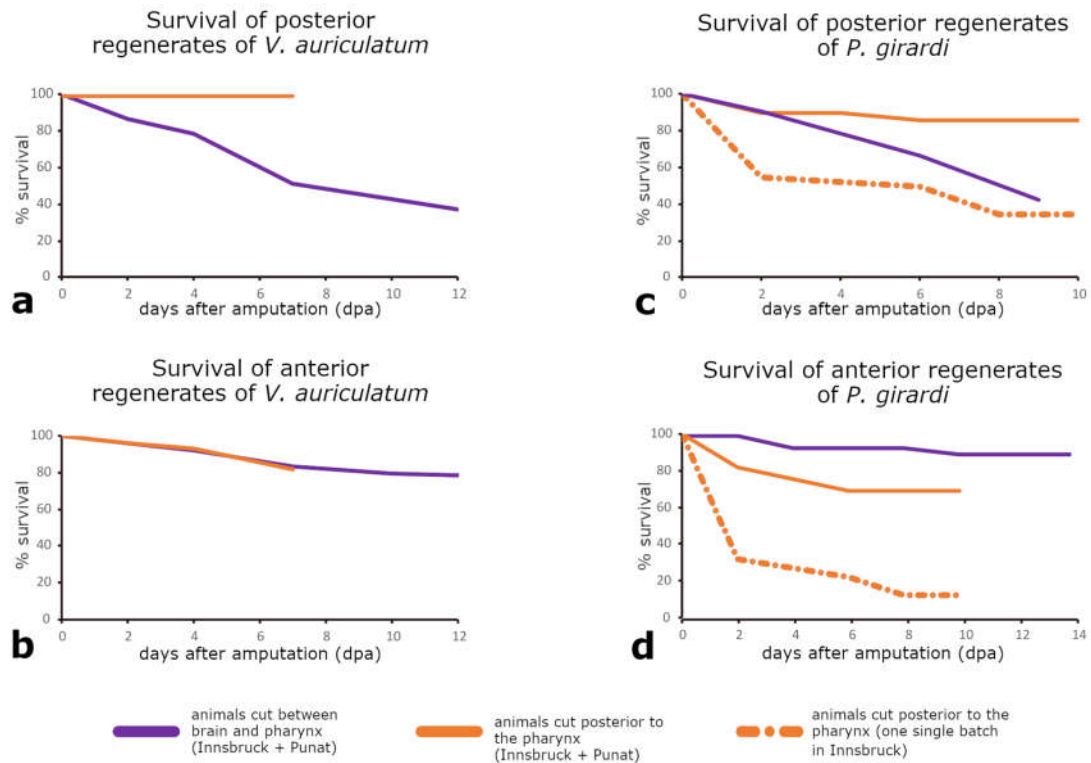 Survival of posterior
regenerates of V. auriculatum
100
80
60
40
20
0
% survival
0 2 4 6 8 10 12
days after amputation (dpa)
a
Survival of posterior regenerates
of P. girardi
100
80
60
40
20
0
% survival
0 2 4 6 8 10
days after amputation (dpa)
c
Survival of anterior
regenerates of V. auriculatum
100
80
60
40
20
0
% survival
0 2 4 6 8 10 12
days after amputation (dpa)
b
Survival of anterior regenerates
of P. girardi
100
80
60
40
20
0
% survival
0 2 4 6 8 10 12 14
days after amputation (dpa)
d
animals cut between
brain and pharynx
(Innsbruck + Punat)
animals cut posterior to
the pharynx
(Innsbruck + Punat)
animals cut posterior to the
pharynx (one single batch
in Innsbruck)